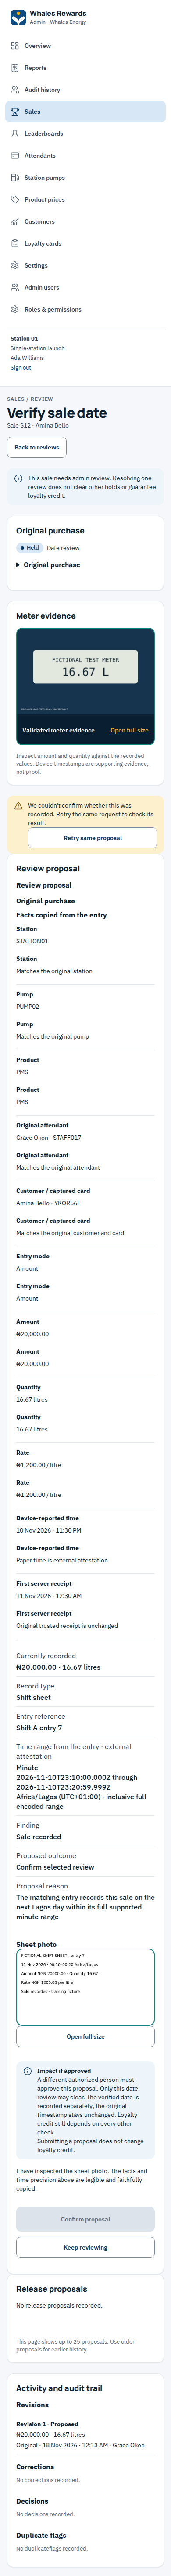 Whales Rewards
Admin · Whales Energy
Overview
Reports
Audit history
Sales
Leaderboards
Attendants
Station pumps
Product prices
Customers
Loyalty cards
Settings
Admin users
Roles & permissions
Station 01
Single-station launch
Ada Williams
Sign out
SALES / REVIEW
Verify sale date
Sale S12 · Amina Bello
Back to reviews
This sale needs admin review. Resolving one
review does not clear other holds or guarantee
loyalty credit.
Original purchase
Held
Date review
Original purchase
Meter evidence
FICTIONAL TEST METER
16.67 L
Validated meter evidence
Open full size
Inspect amount and quantity against the recorded
values. Device timestamps are supporting evidence,
not proof.
We couldn't confirm whether this was
recorded. Retry the same request to check its
result.
Retry same proposal
Review proposal
Review proposal
Original purchase
Facts copied from the entry
Station
STATION01
Station
Matches the original station
Pump
PUMP02
Pump
Matches the original pump
Product
PMS
Product
PMS
Original attendant
Grace Okon · STAFF017
Original attendant
Matches the original attendant
Customer / captured card
Amina Bello · YKQR56L
Customer / captured card
Matches the original customer and card
Entry mode
Amount
Entry mode
Amount
Amount
₦20,000.00
Amount
₦20,000.00
Quantity
16.67 litres
Quantity
16.67 litres
Rate
₦1,200.00 / litre
Rate
₦1,200.00 / litre
Device-reported time
10 Nov 2026 · 11:30 PM
Device-reported time
Paper time is external attestation
First server receipt
11 Nov 2026 · 12:30 AM
First server receipt
Original trusted receipt is unchanged
Currently recorded
₦20,000.00 · 16.67 litres
Record type
Shift sheet
Entry reference
Shift A entry 7
Time range from the entry · external
attestation
Minute
2026-11-10T23:10:00.000Z through
2026-11-10T23:20:59.999Z
Africa/Lagos (UTC+01:00) · inclusive full
encoded range
Finding
Sale recorded
Proposed outcome
Confirm selected review
Proposal reason
The matching entry records this sale on the
next Lagos day within its full supported
minute range
Sheet photo
FICTIONAL SHIFT SHEET · entry 7
Amount NGN 20000.00 · Quantity 16.67 L
Rate NGN 1200.00 per litre
Sale recorded · training fixture
Open full size
Impact if approved
A different authorized person must
approve this proposal. Only this date
review may clear. The verified date is
recorded separately; the original
timestamp stays unchanged. Loyalty
credit still depends on every other
check.
Submitting a proposal does not change
loyalty credit.
I have inspected the sheet photo. The facts and
time precision above are legible and faithfully
copied.
Confirm proposal
Keep reviewing
Release proposals
No release proposals recorded.
This page shows up to 25 proposals. Use older
proposals for earlier history.
Activity and audit trail
Revisions
Revision 1 · Proposed
₦20,000.00 · 16.67 litres
Original · 18 Nov 2026 · 12:13 AM · Grace Okon
Corrections
No corrections recorded.
Decisions
No decisions recorded.
Duplicate flags
No duplicateflags recorded.